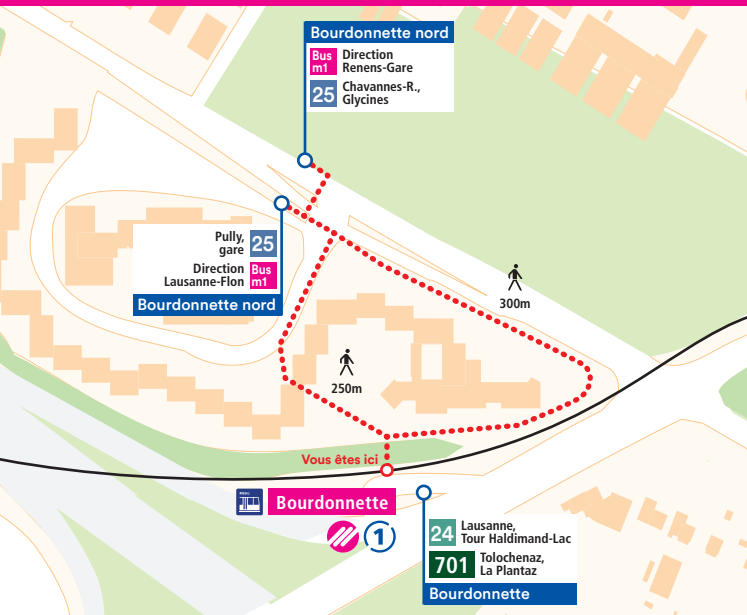 Bourdonnette nord
Bus m1
Direction
Renens-Gare
25
Chavannes-R.,
Glycines
Pully,
gare
25
Direction
Lausanne-Flon
Bus m1
Bourdonnette nord
300m
250m
Vous êtes ici
Bourdonnette
1
24
Lausanne,
Tour Haldimand-Lac
701
Tolochenaz,
La Plantaz
Bourdonnette